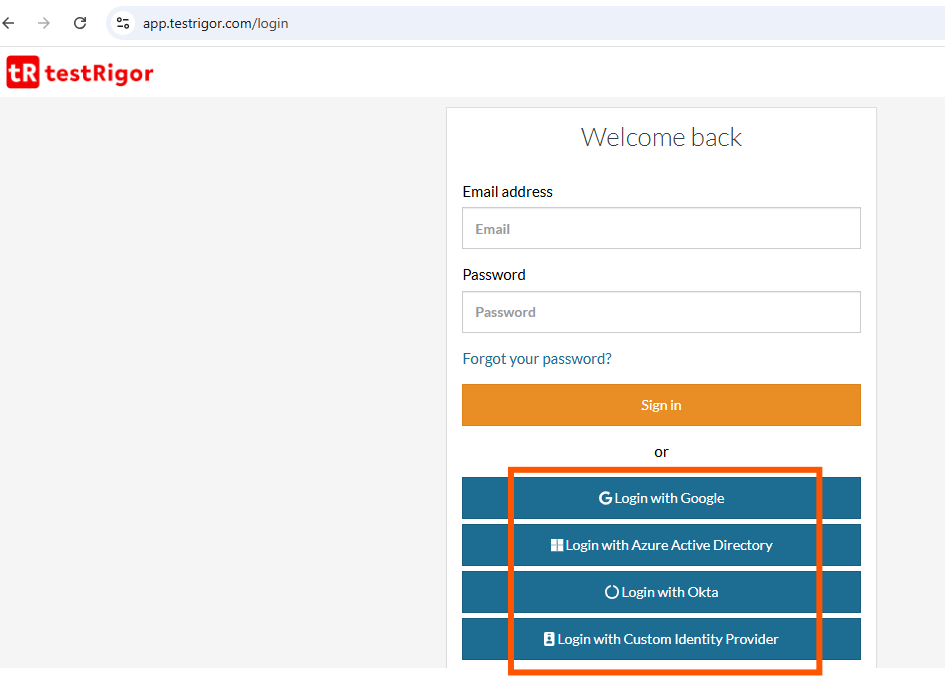 app.testrigor.com/login
tR testRigor
Welcome back
Email address
Email
Password
Password
Forgot your password?
Sign in
or
Login with Google
Login with Azure Active Directory
Login with Okta
Login with Custom Identity Provider